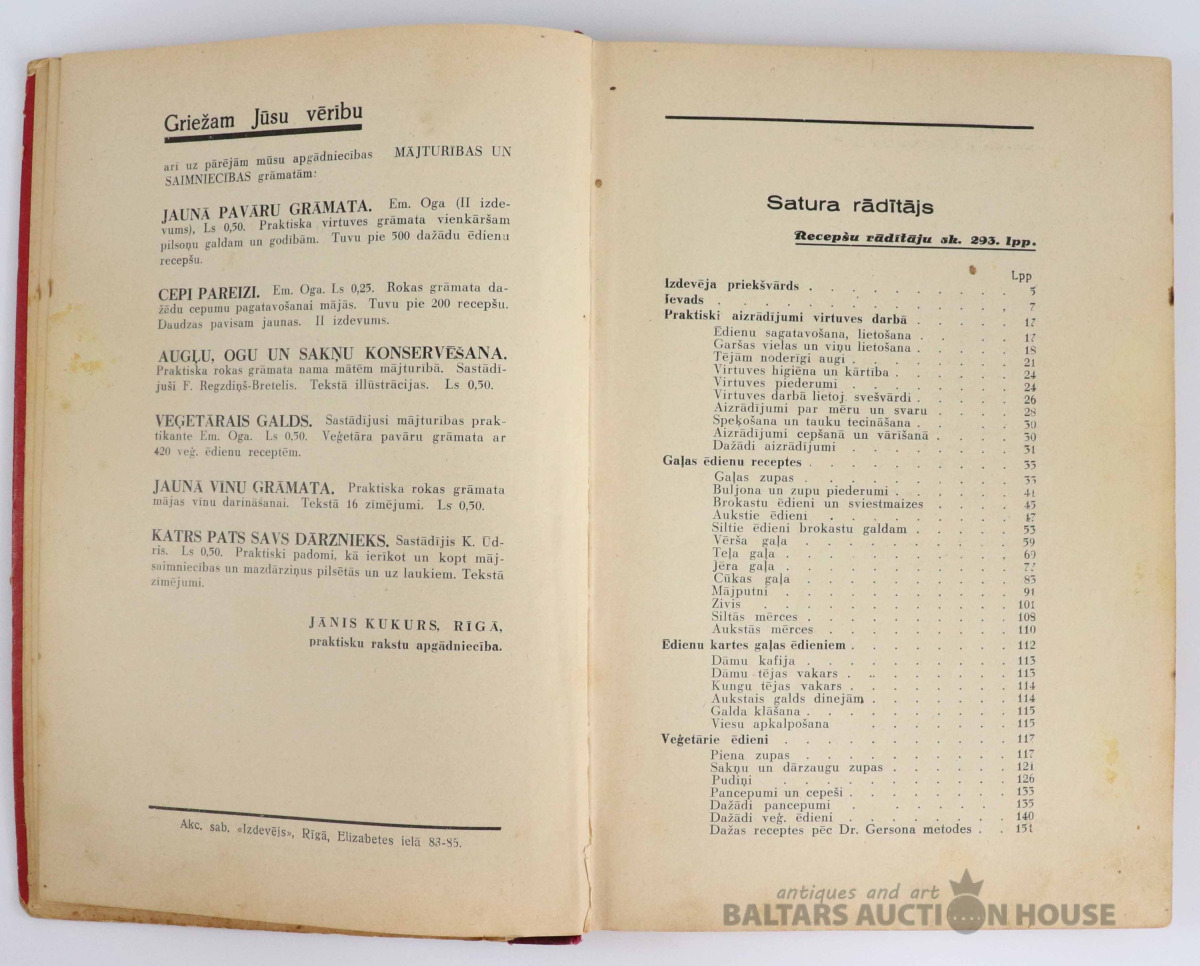 Griežam Jūsu vērību
arī uz pārējām mūsu apgādniecības MĀJTURĪBAS UN
SAIMNIECĪBAS grāmatām:
JAUNĀ PAVĀRU GRĀMATA. Em. Oga (II izde-
vums), Ls 0,50. Praktiska virtuves grāmata vienkāršam
pilsoņu galdam un godībām. Tuvu pie 500 dažādu ēdienu
recepšu.
CEPI PAREIZI. Em. Oga. Ls 0,25. Rokas grāmata da-
žēdu cepumu pagatavošanai mājās. Tuvu pie 200 recepšu.
Daudzas pavisam jaunas. II izdevums.
AUGĻU, OGU UN SAKŅU KONSERVĒŠANA.
Praktiska rokas grāmata nama mātēm mājturībā. Sastādī-
juši F. Regzdiņš-Bretelis. Tekstā illūstrācijas. Ls 0,50.
VEĢETĀRAIS GALDS. Sastādījusi mājturības prak-
tikante Em. Oga. Ls 0,50. Veģetāra pavāru grāmata ar
420 veģ. ēdienu receptēm.
JAUNĀ VĪNU GRĀMATA. Praktiska rokas grāmata
mājas vīnu darināšanai. Tekstā 16 zīmējumi. Ls 0,50.
KATRS PATS SAVS DĀRZNIEKS. Sastādījis K. Ūd-
ris. Ls 0,50. Praktiski padomi, kā ierīkot un kopt māj-
saimniecības un mazdārziņus pilsētās un uz laukiem. Tekstā
zīmējumi.
JĀNIS KUKURS, RĪGĀ,
praktisku rakstu apgādniecība.
Akc. sab. «Izdevējs», Rīgā, Elizabetes ielā 83-85.
Satura rādītājs
Recepšu rādītāju sk. 293. lpp.
Lpp
Izdevēja priekšvārds . . . . . . . . . . 5
Ievads . . . . . . . . . . . . . 7
Praktiski aizrādījumi virtuves darbā . . . . . 17
Edienu sagatavošana, lietošana . . . . . 17
Garšas vielas un viņu lietošana . . . . . 18
Tējām noderīgi augi . . . . . . . . 21
Virtuves higiēna un kārtība . . . . . . 24
Virtuves piederumi . . . . . . . . 24
Virtuves darbā lietoj. svešvārdi . . . . . 26
Aizrādījumi par mēru un svaru . . . . 28
Speķošana un tauku tecināšana . . . . . 30
Aizrādījumi cepšanā un vārīšanā . . . . 30
Dažādi aizrādījumi . . . . . . . . 31
Gaļas ēdienu receptes . . . . . . . . . . 33
Gaļas zupas . . . . . . . . . . 33
Buljona un zupu piederumi . . . . . . 41
Brokastu ēdieni un sviestmaizes . . . . 45
Aukstie ēdieni . . . . . . . . . 47
Siltie ēdieni brokastu galdam . . . . . 53
Vērša gaļa . . . . . . . . . . 59
Teļa gaļa . . . . . . . . . . . 69
Jēra gaļa . . . . . . . . . . . 77
Cūkas gaļa . . . . . . . . . . 83
Mājputni . . . . . . . . . . . 91
Zivis . . . . . . . . . . . . 101
Siltās mērces . . . . . . . . . 108
Aukstās mērces . . . . . . . . . 110
Edienu kartes gaļas ēdieniem . . . . . . . . 112
Dāmu kafija . . . . . . . . . . 113
Dāmu tējas vakars . . . . . . . . 113
Kungu tējas vakars . . . . . . . . 114
Aukstais galds dinejām . . . . . . . 114
Galda klāšana . . . . . . . . . . 115
Viesu apkalpošana . . . . . . . 115
Veģetārie ēdieni . . . . . . . . . . . 117
Piena zupas . . . . . . . . . . 117
Sakņu un dārzaugu zupas . . . . . . 121
Pudiņi . . . . . . . . . . . 126
Pancepumi un cepeši . . . . . . . . 133
Dažādi pancepumi . . . . . . . 135
Dažādi veģ. ēdieni . . . . . . . . 140
Dažas receptes pēc Dr. Gersona metodes . . 151
antiques and art
BALTARS AUCTION HOUSE